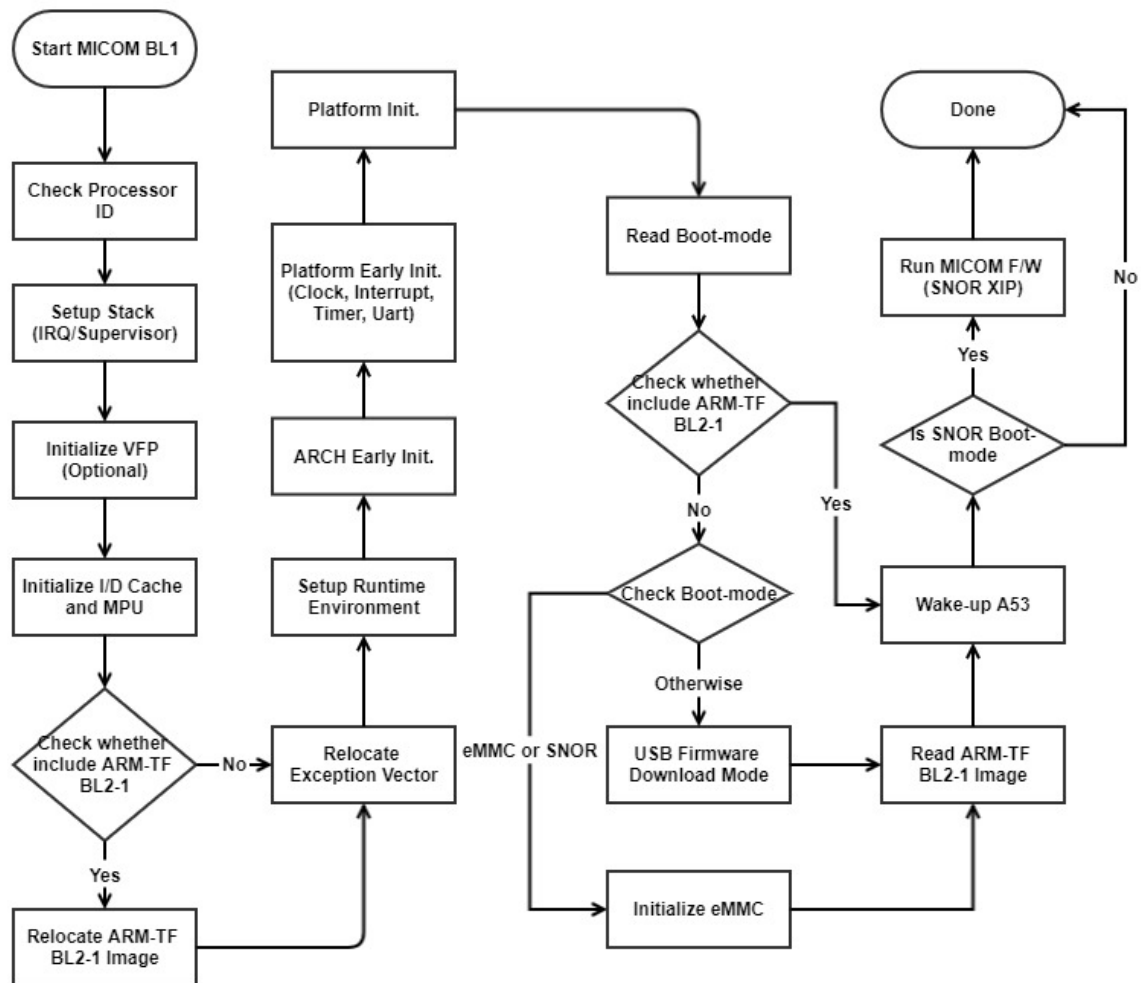 Start MICOM BL1
Check Processor
ID
Setup Stack
(IRQ/Supervisor)
Initialize VFP
(Optional)
Initialize I/D Cache
and MPU
Check whether
include ARM-TF
BL2-1
No
Yes
Relocate ARM-TF
BL2-1 Image
Relocate
Exception Vector
Setup Runtime
Environment
ARCH Early Init.
Platform Early Init.
(Clock, Interrupt,
Timer, Uart)
Platform Init.
Read Boot-mode
Check whether
include ARM-TF
BL2-1
Yes
No
Check Boot-mode
Otherwise
eMMC or SNOR
USB Firmware
Download Mode
Initialize eMMC
Read ARM-TF
BL2-1 Image
Wake-up A53
Is SNOR Boot-
mode
Yes
No
Run MICOM F/W
(SNOR XIP)
Done